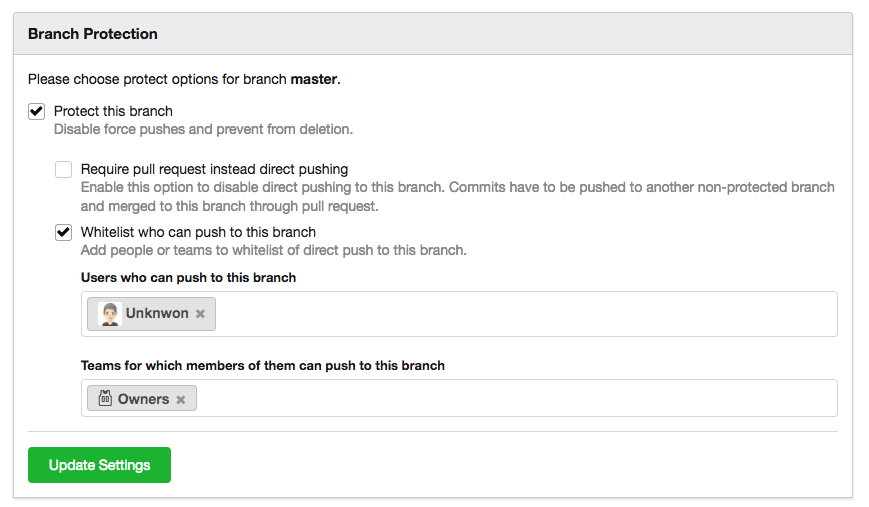 Branch Protection
Please choose protect options for branch master.
Protect this branch
Disable force pushes and prevent from deletion.
Require pull request instead direct pushing
Enable this option to disable direct pushing to this branch. Commits have to be pushed to another non-protected branch
and merged to this branch through pull request.
Whitelist who can push to this branch
Add people or teams to whitelist of direct push to this branch.
Users who can push to this branch
Unknwon ×
Teams for which members of them can push to this branch
Owners ×
Update Settings